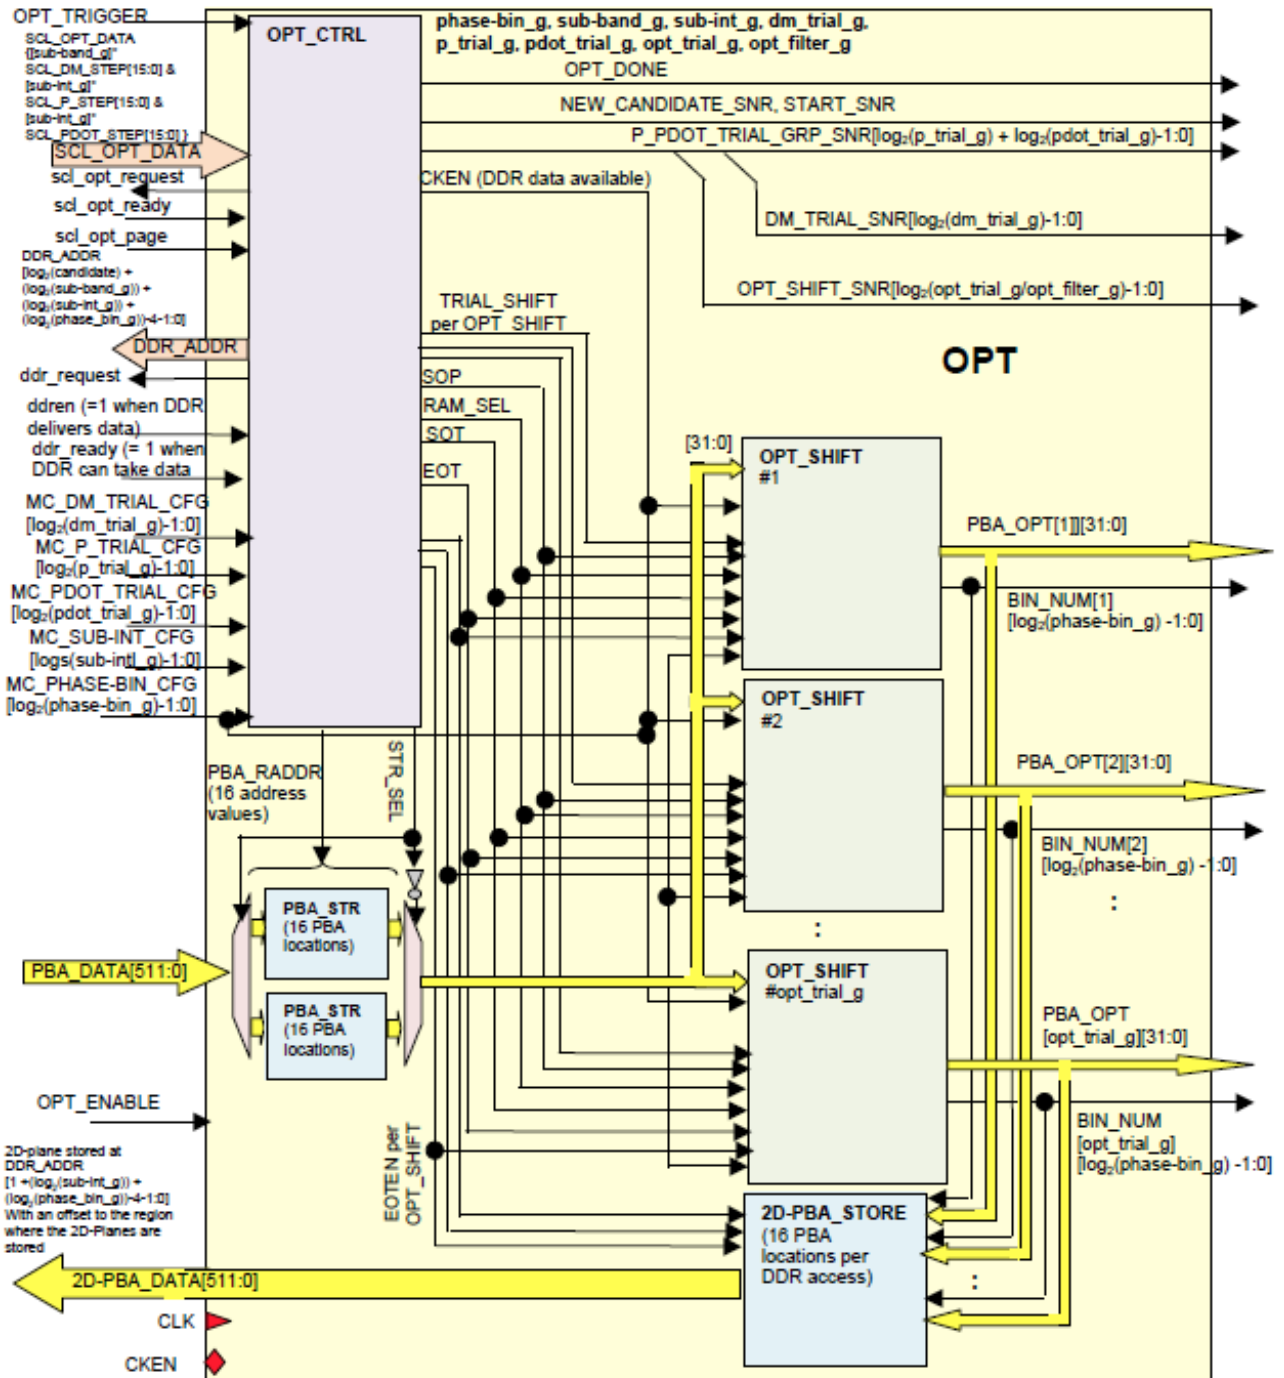 OPT_TRIGGER
SCL_OPT_DATA
{[sub-band_g]*
SCL_DM_STEP[15:0] &
[sub-int_g]*
SCL_P_STEP[15:0] &
[sub-int_g]*
SCL_PDOT_STEP[15:0] }
SCL_OPT_DATA
scl_opt_request
scl_opt_ready
scl_opt_page
DDR_ADDR
[log₂(candidate) +
(log₂(sub-band_g)) +
(log₂(sub-int_g)) +
(log₂(phase_bin_g))-4-1:0]
DDR_ADDR
ddr_request
ddren (=1 when DDR
delivers data)
ddr_ready (= 1 when
DDR can take data
MC_DM_TRIAL_CFG
[log₂(dm_trial_g)-1:0]
MC_P_TRIAL_CFG
[log₂(p_trial_g)-1:0]
MC_PDOT_TRIAL_CFG
[log₂(pdot_trial_g)-1:0]
MC_SUB-INT_CFG
[logs(sub-intl_g)-1:0]
MC_PHASE-BIN_CFG
[log₂(phase-bin_g)-1:0]
OPT_CTRL
phase-bin_g, sub-band_g, sub-int_g, dm_trial_g,
p_trial_g, pdot_trial_g, opt_trial_g, opt_filter_g
OPT_DONE
NEW_CANDIDATE_SNR, START_SNR
P_PDOT_TRIAL_GRP_SNR[log₂(p_trial_g) + log₂(pdot_trial_g)-1:0]
CKEN (DDR data available)
DM_TRIAL_SNR[log₂(dm_trial_g)-1:0]
OPT_SHIFT_SNR[log₂(opt_trial_g/opt_filter_g)-1:0]
TRIAL_SHIFT
per OPT_SHIFT
OPT
SOP
RAM_SEL
SOT
EOT
[31:0]
OPT_SHIFT
#1
PBA_OPT[1]][31:0]
BIN_NUM[1]
[log₂(phase-bin_g) -1:0]
OPT_SHIFT
#2
PBA_OPT[2][31:0]
BIN_NUM[2]
[log₂(phase-bin_g) -1:0]
:
:
PBA_RADDR
(16 address
values)
STR_SEL
PBA_STR
(16 PBA
locations)
PBA_STR
(16 PBA
locations)
PBA_DATA[511:0]
OPT_SHIFT
#opt_trial_g
PBA_OPT
[opt_trial_g][31:0]
BIN_NUM
[opt_trial_g]
[log₂(phase-bin_g) -1:0]
OPT_ENABLE
EOTEN per
OPT_SHIFT
2D-plane stored at
DDR_ADDR
[1 +(log₂(sub-int_g)) +
(log₂(phase_bin_g))-4-1:0]
With an offset to the region
where the 2D-Planes are
stored
2D-PBA_STORE
(16 PBA
locations per
DDR access)
:
2D-PBA_DATA[511:0]
CLK
CKEN